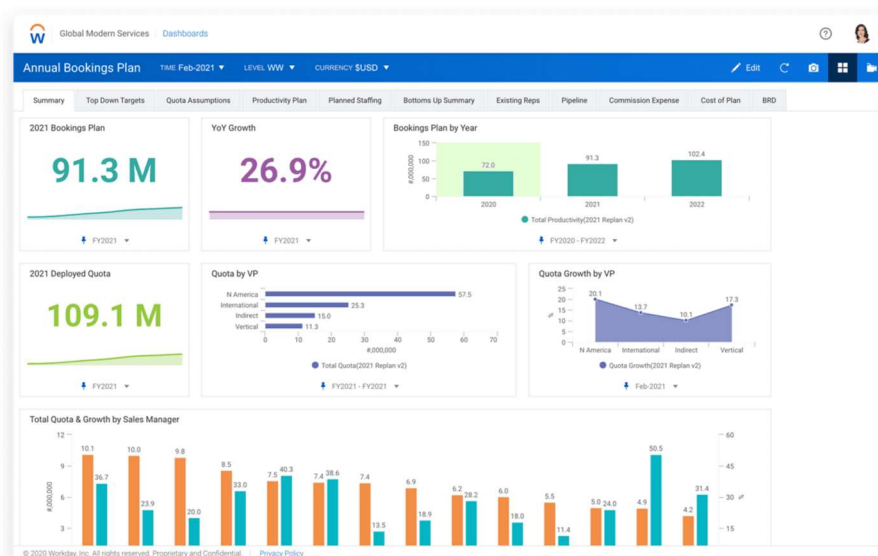 W
Global Modern Services
Dashboards
?
Annual Bookings Plan
TIME Feb-2021 ▼
LEVEL WW ▼
CURRENCY $USD ▼
Edit
Summary
Top Down Targets
Quota Assumptions
Productivity Plan
Planned Staffing
Bottoms Up Summary
Existing Reps
Pipeline
Commission Expense
Cost of Plan
BRD
2021 Bookings Plan
91.3 M
FY2021
YoY Growth
26.9%
FY2021
Bookings Plan by Year
#,000,000
150
100
50
0
72.0
91.3
102.4
2020
2021
2022
Total Productivity(2021 Replan v2)
FY2020 - FY2022
2021 Deployed Quota
109.1 M
FY2021
Quota by VP
N America
International
Indirect
Vertical
57.5
25.3
15.0
11.3
0 10 20 30 40 50 60 70
#,000,000
Total Quota(2021 Replan v2)
FY2021 - FY2021
Quota Growth by VP
%
25
20
15
10
5
0
20.1
13.7
10.1
17.3
N America
International
Indirect
Vertical
Quota Growth(2021 Replan v2)
Feb-2021
Total Quota & Growth by Sales Manager
#,000,000
12
9
6
3
10.1 36.7
10.0 23.9
9.8 20.0
8.5 33.0
7.5 40.3
7.4 38.6
7.4 13.5
6.9 18.9
6.2 28.2
6.0 18.0
5.5 11.4
5.0 24.0
4.9 50.5
4.2 31.4
60
45
30
15
%
© 2020 Workday, Inc. All rights reserved. Proprietary and Confidential.
Privacy Policy